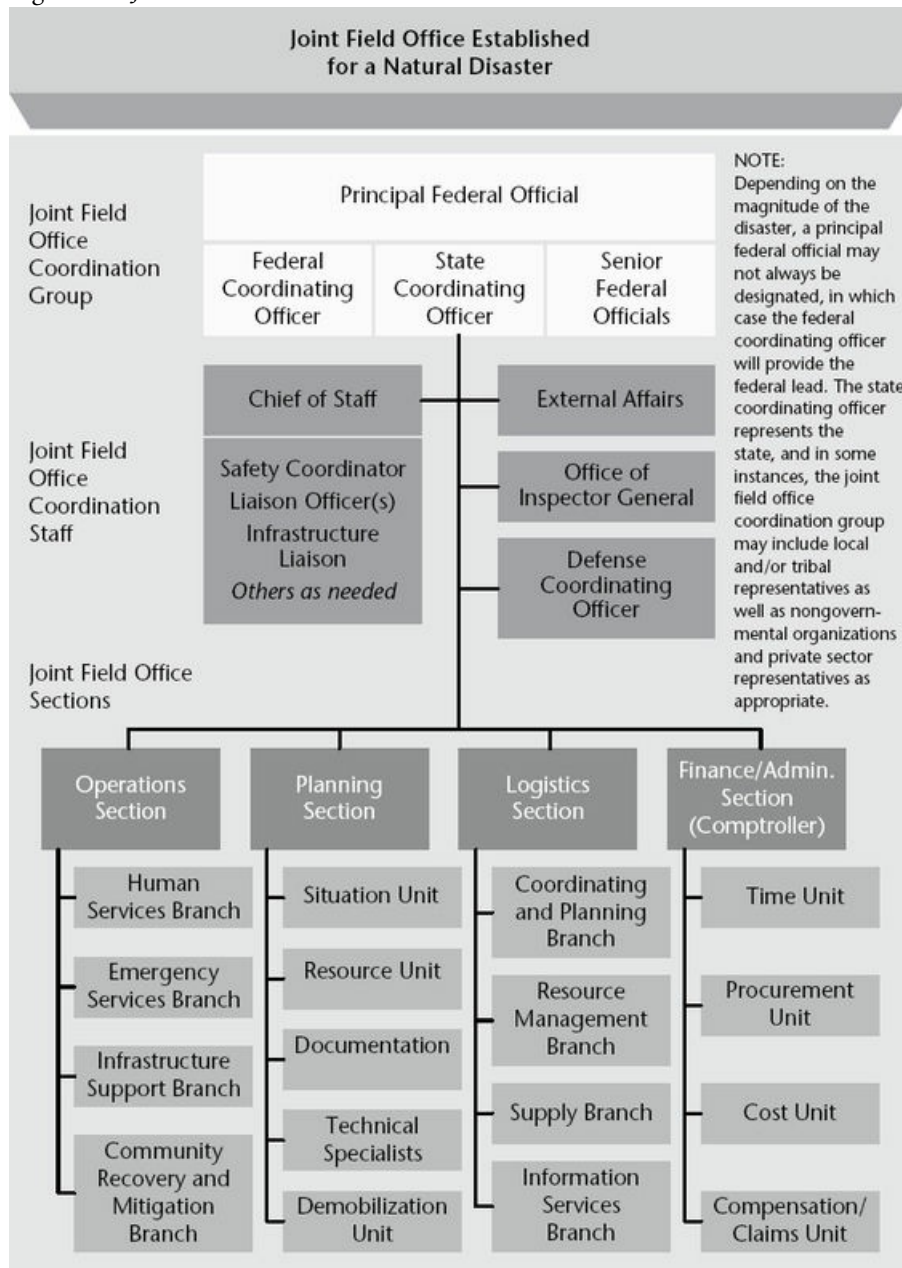 Joint Field Office Established
for a Natural Disaster
Joint Field
Office
Coordination
Group
Principal Federal Official
Federal
Coordinating
Officer
State
Coordinating
Officer
Senior
Federal
Officials
NOTE:
Depending on the
magnitude of the
disaster, a principal
federal official may
not always be
designated, in which
case the federal
coordinating officer
will provide the
federal lead. The state
coordinating officer
represents the
state, and in some
instances, the joint
field office
coordination group
may include local
and/or tribal
representatives as
well as nongovern-
mental organizations
and private sector
representatives as
appropriate.
Joint Field
Office
Coordination
Staff
Chief of Staff
External Affairs
Safety Coordinator
Liaison Officer(s)
Infrastructure
Liaison
Others as needed
Office of
Inspector General
Defense
Coordinating
Officer
Joint Field Office
Sections
Operations
Section
Human
Services Branch
Emergency
Services Branch
Infrastructure
Support Branch
Community
Recovery and
Mitigation
Branch
Planning
Section
Situation Unit
Resource Unit
Documentation
Technical
Specialists
Demobilization
Unit
Logistics
Section
Coordinating
and Planning
Branch
Resource
Management
Branch
Supply Branch
Information
Services
Branch
Finance/Admin.
Section
(Comptroller)
Time Unit
Procurement
Unit
Cost Unit
Compensation/
Claims Unit